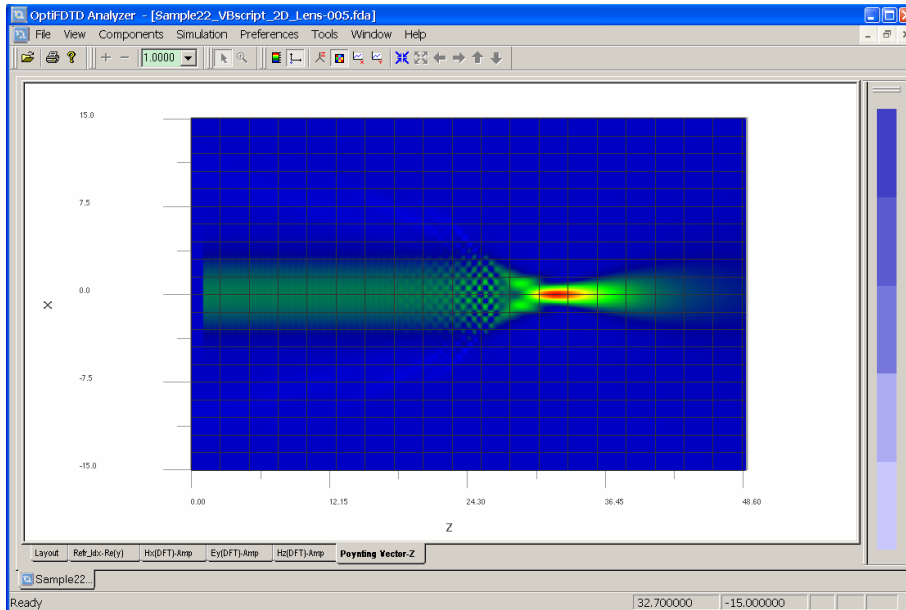 OptiFDTD Analyzer - [Sample22_VBscript_2D_Lens-005.fda]
File View Components Simulation Preferences Tools Window Help
1.0000
15.0
7.5
0.0
X
-7.5
-15.0
0.00 12.15 24.30 36.45 48.60
Z
Layout Refr_Idx-Re(y) Hx(DFT)-Amp Ey(DFT)-Amp Hz(DFT)-Amp Poynting Vector-Z
Sample22...
Ready 32.700000 -15.000000